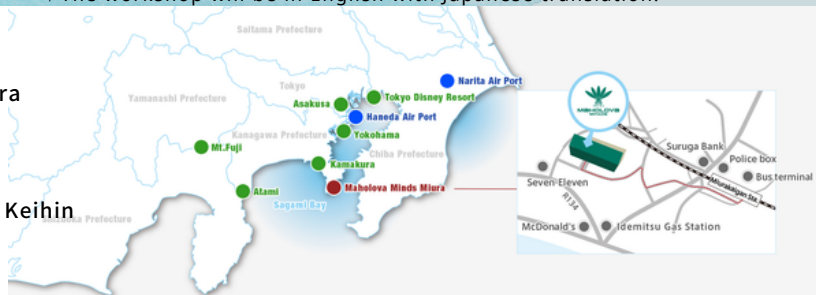 The workshop will be in English with Japanese translation.
ra
Keihin
Saitama Prefecture
Yamanashi Prefecture
Tokyo
Narita Air Port
Asakusa
Tokyo Disney Resort
Haneda Air Port
Kanagawa Prefecture
Yokohama
Mt.Fuji
Chiba Prefecture
Kamakura
Atami
Maholova Minds Miura
Sagami Bay
Shizuoka Prefecture
MAHOLOVA
Suruga Bank
Police box
Bus terminal
Miurakaigan Sta.
Seven Eleven
R134
McDonald's
Idemitsu Gas Station